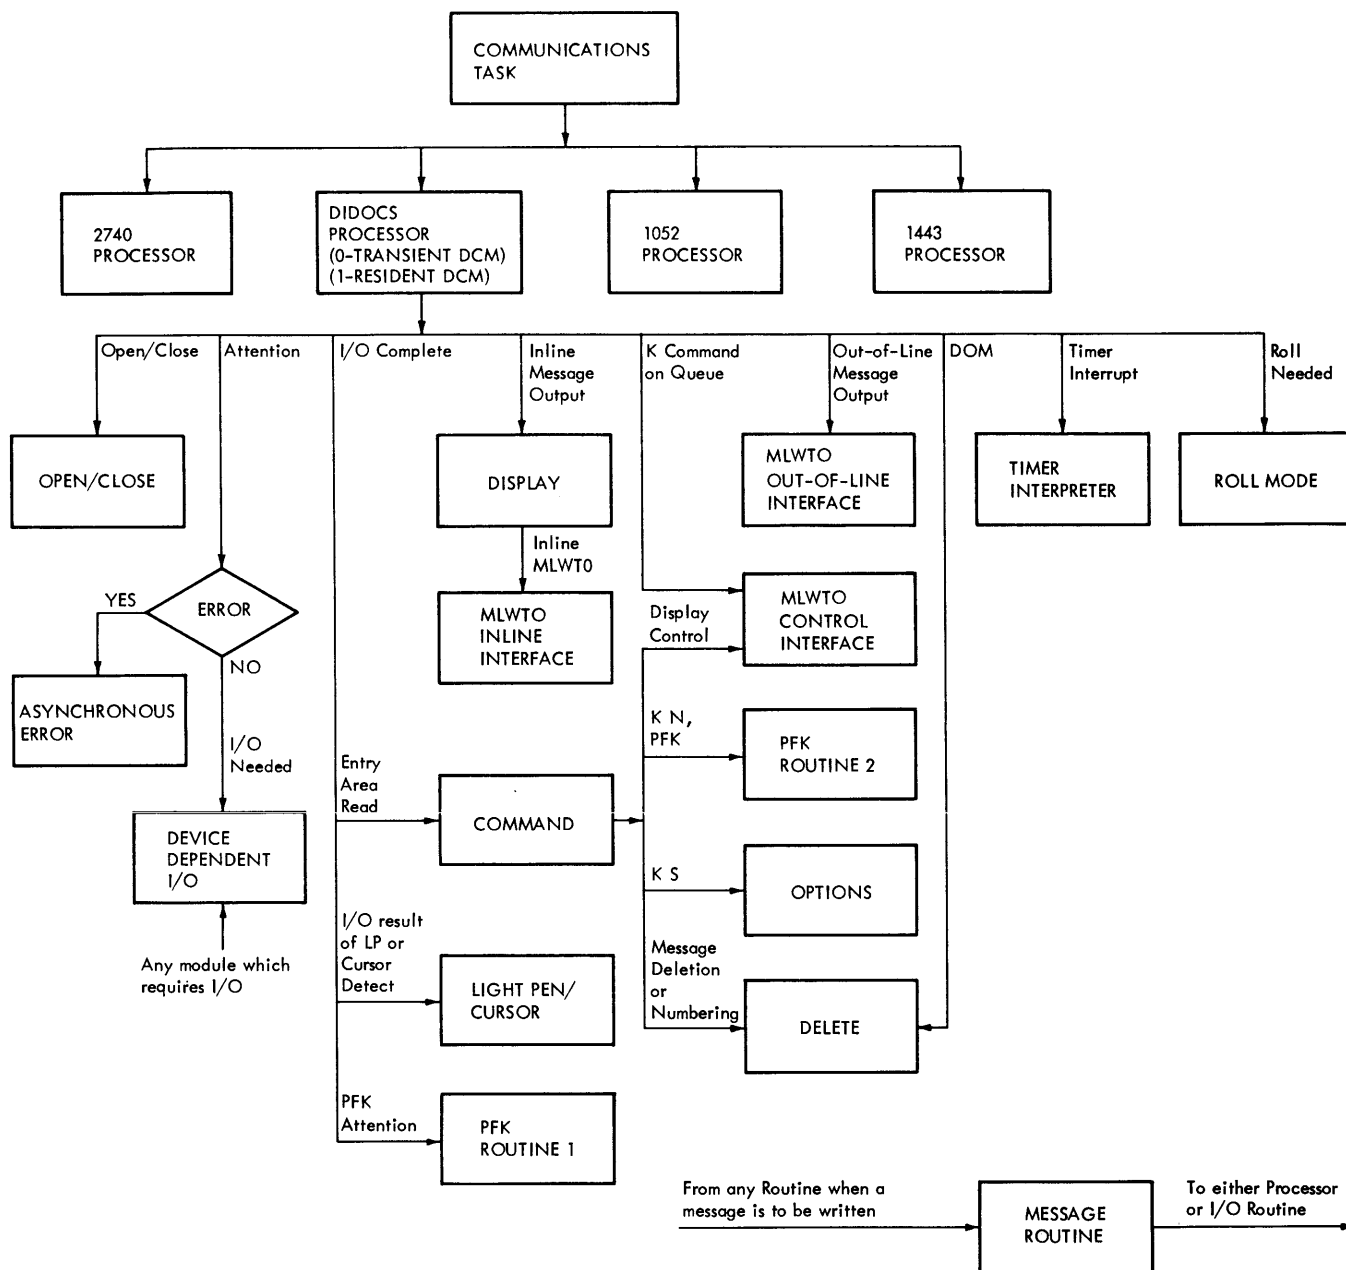 COMMUNICATIONS
TASK
2740
PROCESSOR
DIDOCS
PROCESSOR
(0-TRANSIENT DCM)
(1-RESIDENT DCM)
1052
PROCESSOR
1443
PROCESSOR
Open/Close
Attention
I/O Complete
Inline
Message
Output
K Command
on Queue
Out-of-Line
Message
Output
DOM
Timer
Interrupt
Roll
Needed
OPEN/CLOSE
DISPLAY
MLWTO
OUT-OF-LINE
INTERFACE
TIMER
INTERPRETER
ROLL MODE
Inline
MLWT0
YES
ERROR
NO
MLWTO
INLINE
INTERFACE
Display
Control
MLWTO
CONTROL
INTERFACE
ASYNCHRONOUS
ERROR
I/O
Needed
K N,
PFK
PFK
ROUTINE 2
Entry
Area
Read
COMMAND
DEVICE
DEPENDENT
I/O
K S
OPTIONS
Any module which
requires I/O
I/O result
of LP or
Cursor
Detect
LIGHT PEN/
CURSOR
Message
Deletion
or
Numbering
DELETE
PFK
Attention
PFK
ROUTINE 1
From any Routine when a
message is to be written
MESSAGE
ROUTINE
To either Processor
or I/O Routine